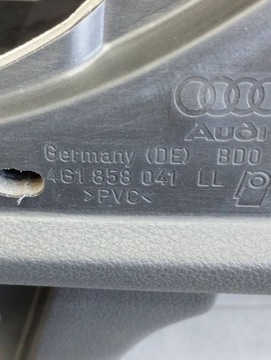 Audi
Germany (DE) BDO
4G1 858 041 LL
>PVC<